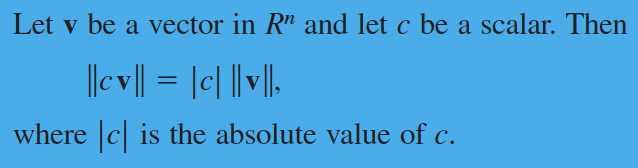 Let v be a vector in Rⁿ and let c be a scalar. Then
‖cv‖ = |c| ‖v‖,
where |c| is the absolute value of c.